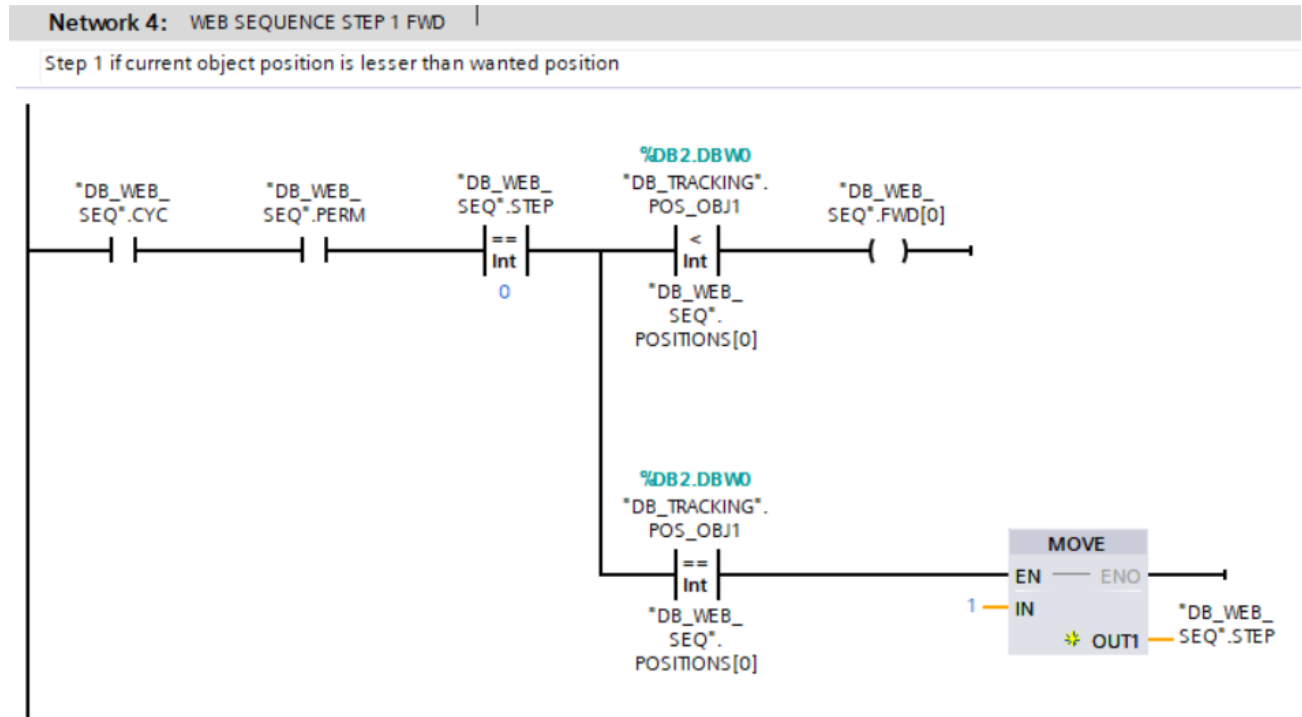 Network 4: WEB SEQUENCE STEP 1 FWD
Step 1 if current object position is lesser than wanted position
"DB_WEB_
SEQ".CYC
"DB_WEB_
SEQ".PERM
"DB_WEB_
SEQ".STEP
==
Int
0
%DB2.DBW0
"DB_TRACKING".
POS_OBJ1
<
Int
"DB_WEB_
SEQ".
POSITIONS[0]
"DB_WEB_
SEQ".FWD[0]
%DB2.DBW0
"DB_TRACKING".
POS_OBJ1
==
Int
"DB_WEB_
SEQ".
POSITIONS[0]
MOVE
EN ENO
1 IN
OUT1
"DB_WEB_
SEQ".STEP